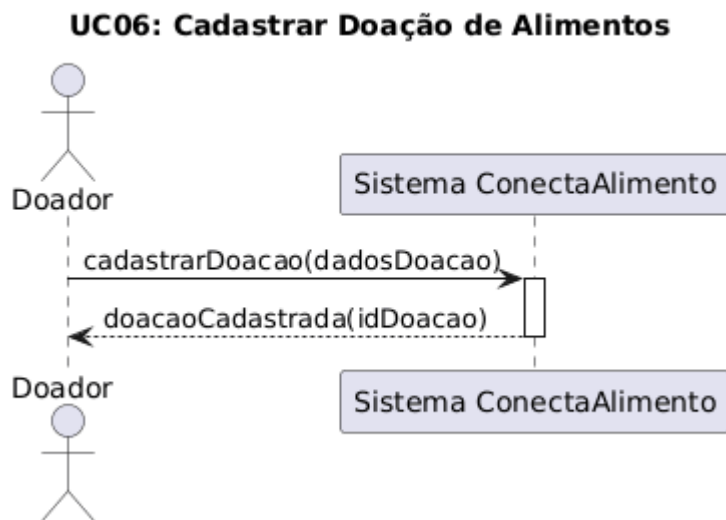 UC06: Cadastrar Doação de Alimentos
Doador
Sistema ConectaAlimento
cadastrarDoacao(dadosDoacao)
doacaoCadastrada(idDoacao)
Doador
Sistema ConectaAlimento